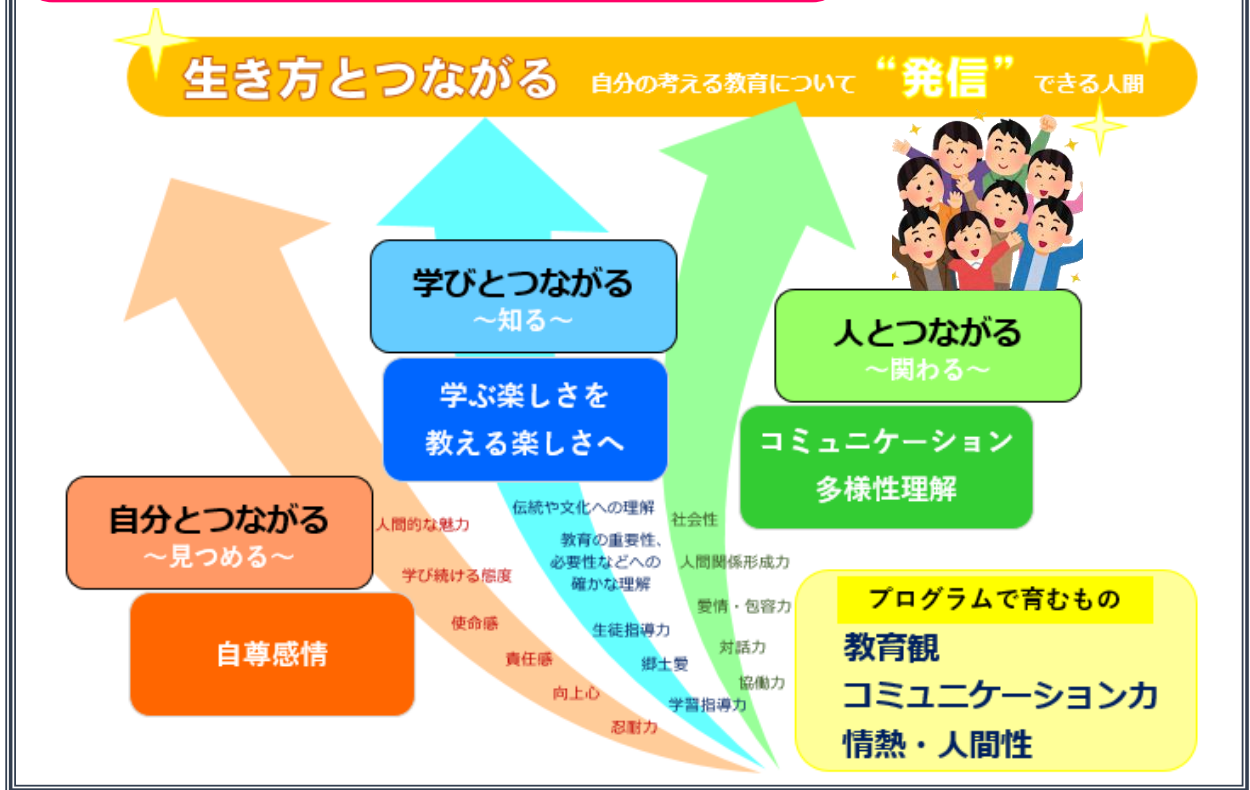 生き方とつながる 自分の考える教育について “発信” できる人間
学びとつながる
～知る～
学ぶ楽しさを
教える楽しさへ
人とつながる
～関わる～
コミュニケーション
多様性理解
自分とつながる
～見つめる～
自尊感情
人間的な魅力
学び続ける態度
使命感
責任感
向上心
忍耐力
伝統や文化への理解
教育の重要性、
必要性などへの
確かな理解
生徒指導力
郷土愛
学習指導力
社会性
人間関係形成力
愛情・包容力
対話力
協働力
プログラムで育むもの
教育観
コミュニケーション力
情熱・人間性